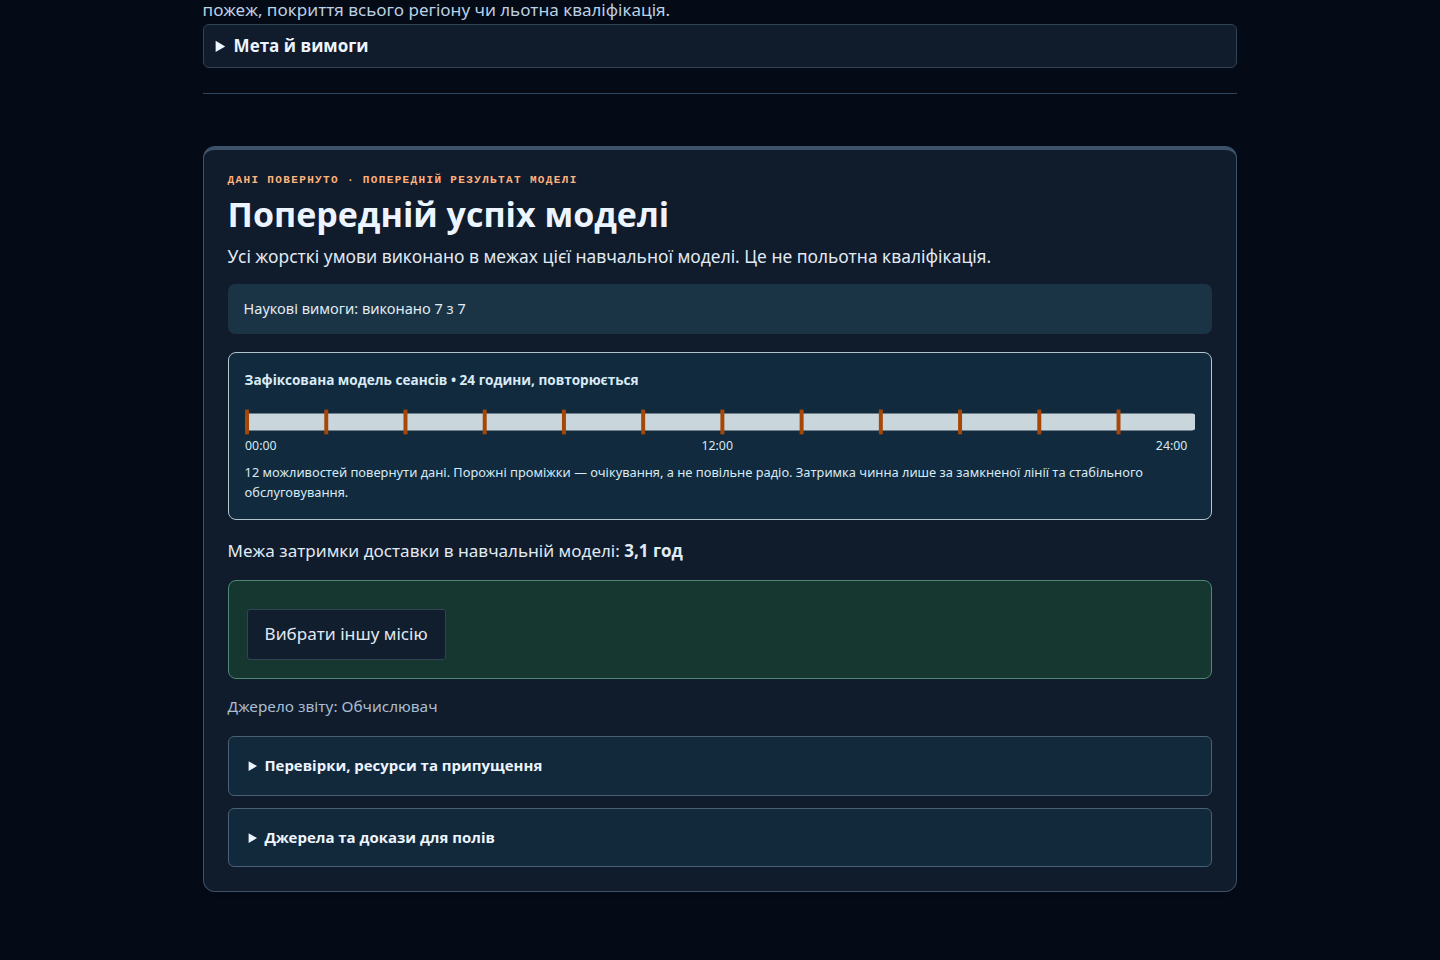 пожеж, покриття всього регіону чи льотна кваліфікація.
Мета й вимоги
ДАНІ ПОВЕРНУТО · ПОПЕРЕДНІЙ РЕЗУЛЬТАТ МОДЕЛІ
Попередній успіх моделі
Усі жорсткі умови виконано в межах цієї навчальної моделі. Це не польотна кваліфікація.
Наукові вимоги: виконано 7 з 7
Зафіксована модель сеансів • 24 години, повторюється
00:00 12:00 24:00
12 можливостей повернути дані. Порожні проміжки — очікування, а не повільне радіо. Затримка чинна лише за замкненої лінії та стабільного
обслуговування.
Межа затримки доставки в навчальній моделі: 3,1 год
Вибрати іншу місію
Джерело звіту: Обчислювач
Перевірки, ресурси та припущення
Джерела та докази для полів